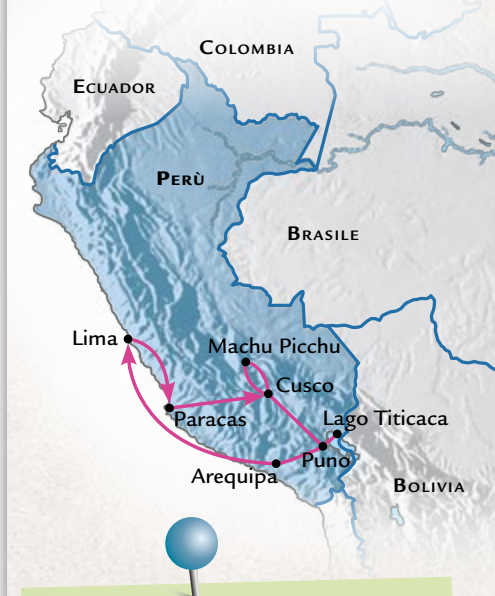 COLOMBIA
ECUADOR
PERÙ
BRASILE
Lima
Machu Picchu
Cusco
Paracas
Lago Titicaca
Puno
Arequipa
BOLIVIA